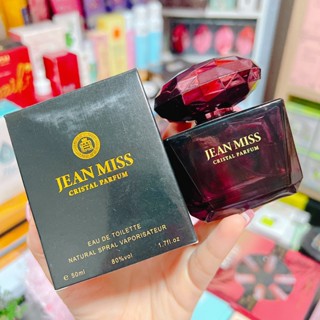 JEAN MISS
CRISTAL PARFUM
EAU DE TOILETTE
NATURAL SPRAL VAPORISATEUR
℮ 50ml
80%vol
1.7fl.oz
JEAN MISS
CRISTAL PARFUM